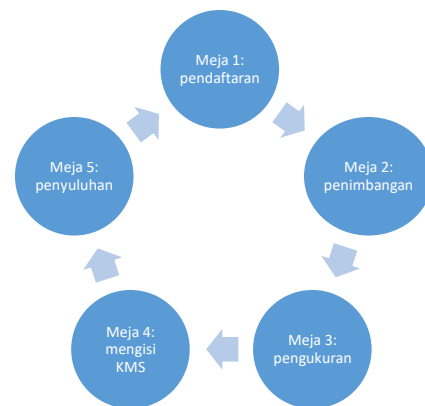 Meja 1:
pendaftaran
Meja 2:
penimbangan
Meja 3:
pengukuran
Meja 4:
mengisi
KMS
Meja 5:
penyuluhan